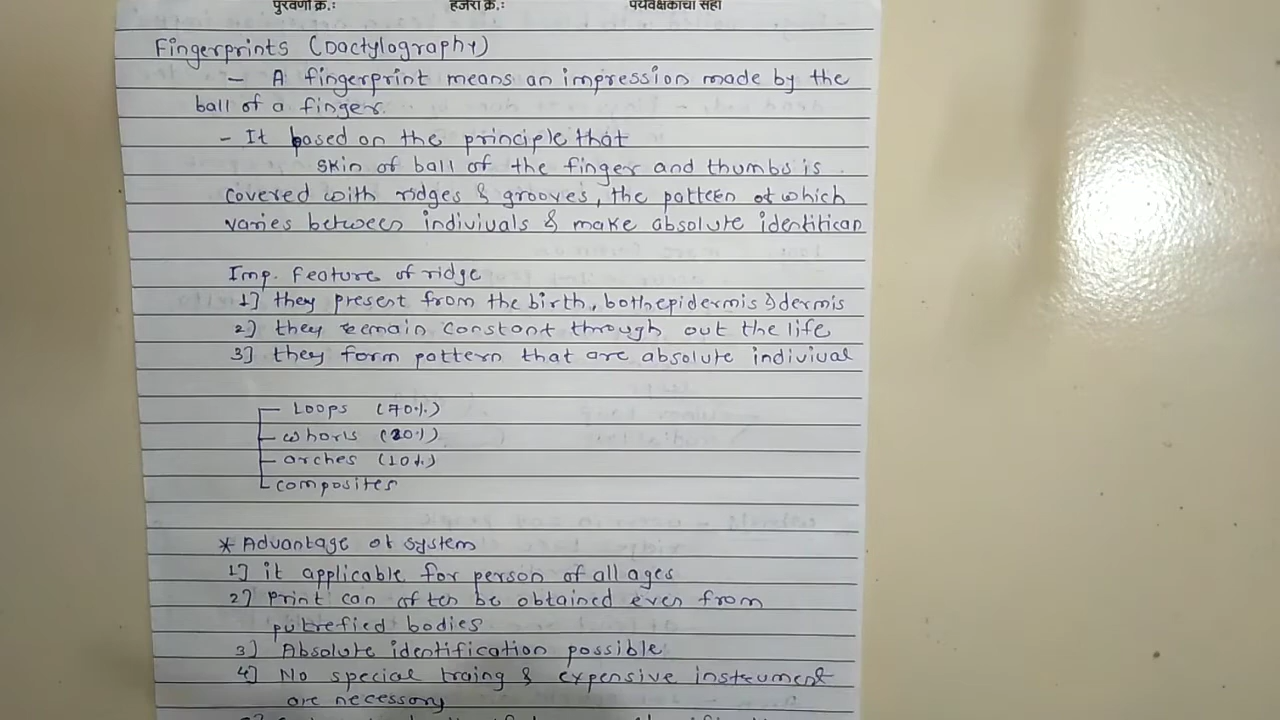 पुरवणी क्र.: हजेरी क्र.: पर्यवेक्षकाची सही
Fingerprints (Dactylography)
- A fingerprint means an impression made by the
ball of a finger.
- It based on the principle that
skin of ball of the finger and thumbs is
covered with ridges & grooves, the pattern of which
varies between indiviuals & make absolute identitican
Imp. Feature of ridge
1] they present from the birth, both epidermis & dermis
2] they remain constant through out the life
3] they form pattern that are absolute indiviual
Loops (70%)
whorls (20%)
arches (10%)
composites
* Advantage of system
1] it applicable for person of all ages
2] Print can often be obtained even from
putrefied bodies
3] Absolute identification possible
4] No special traing & expensive instrument
are necessary